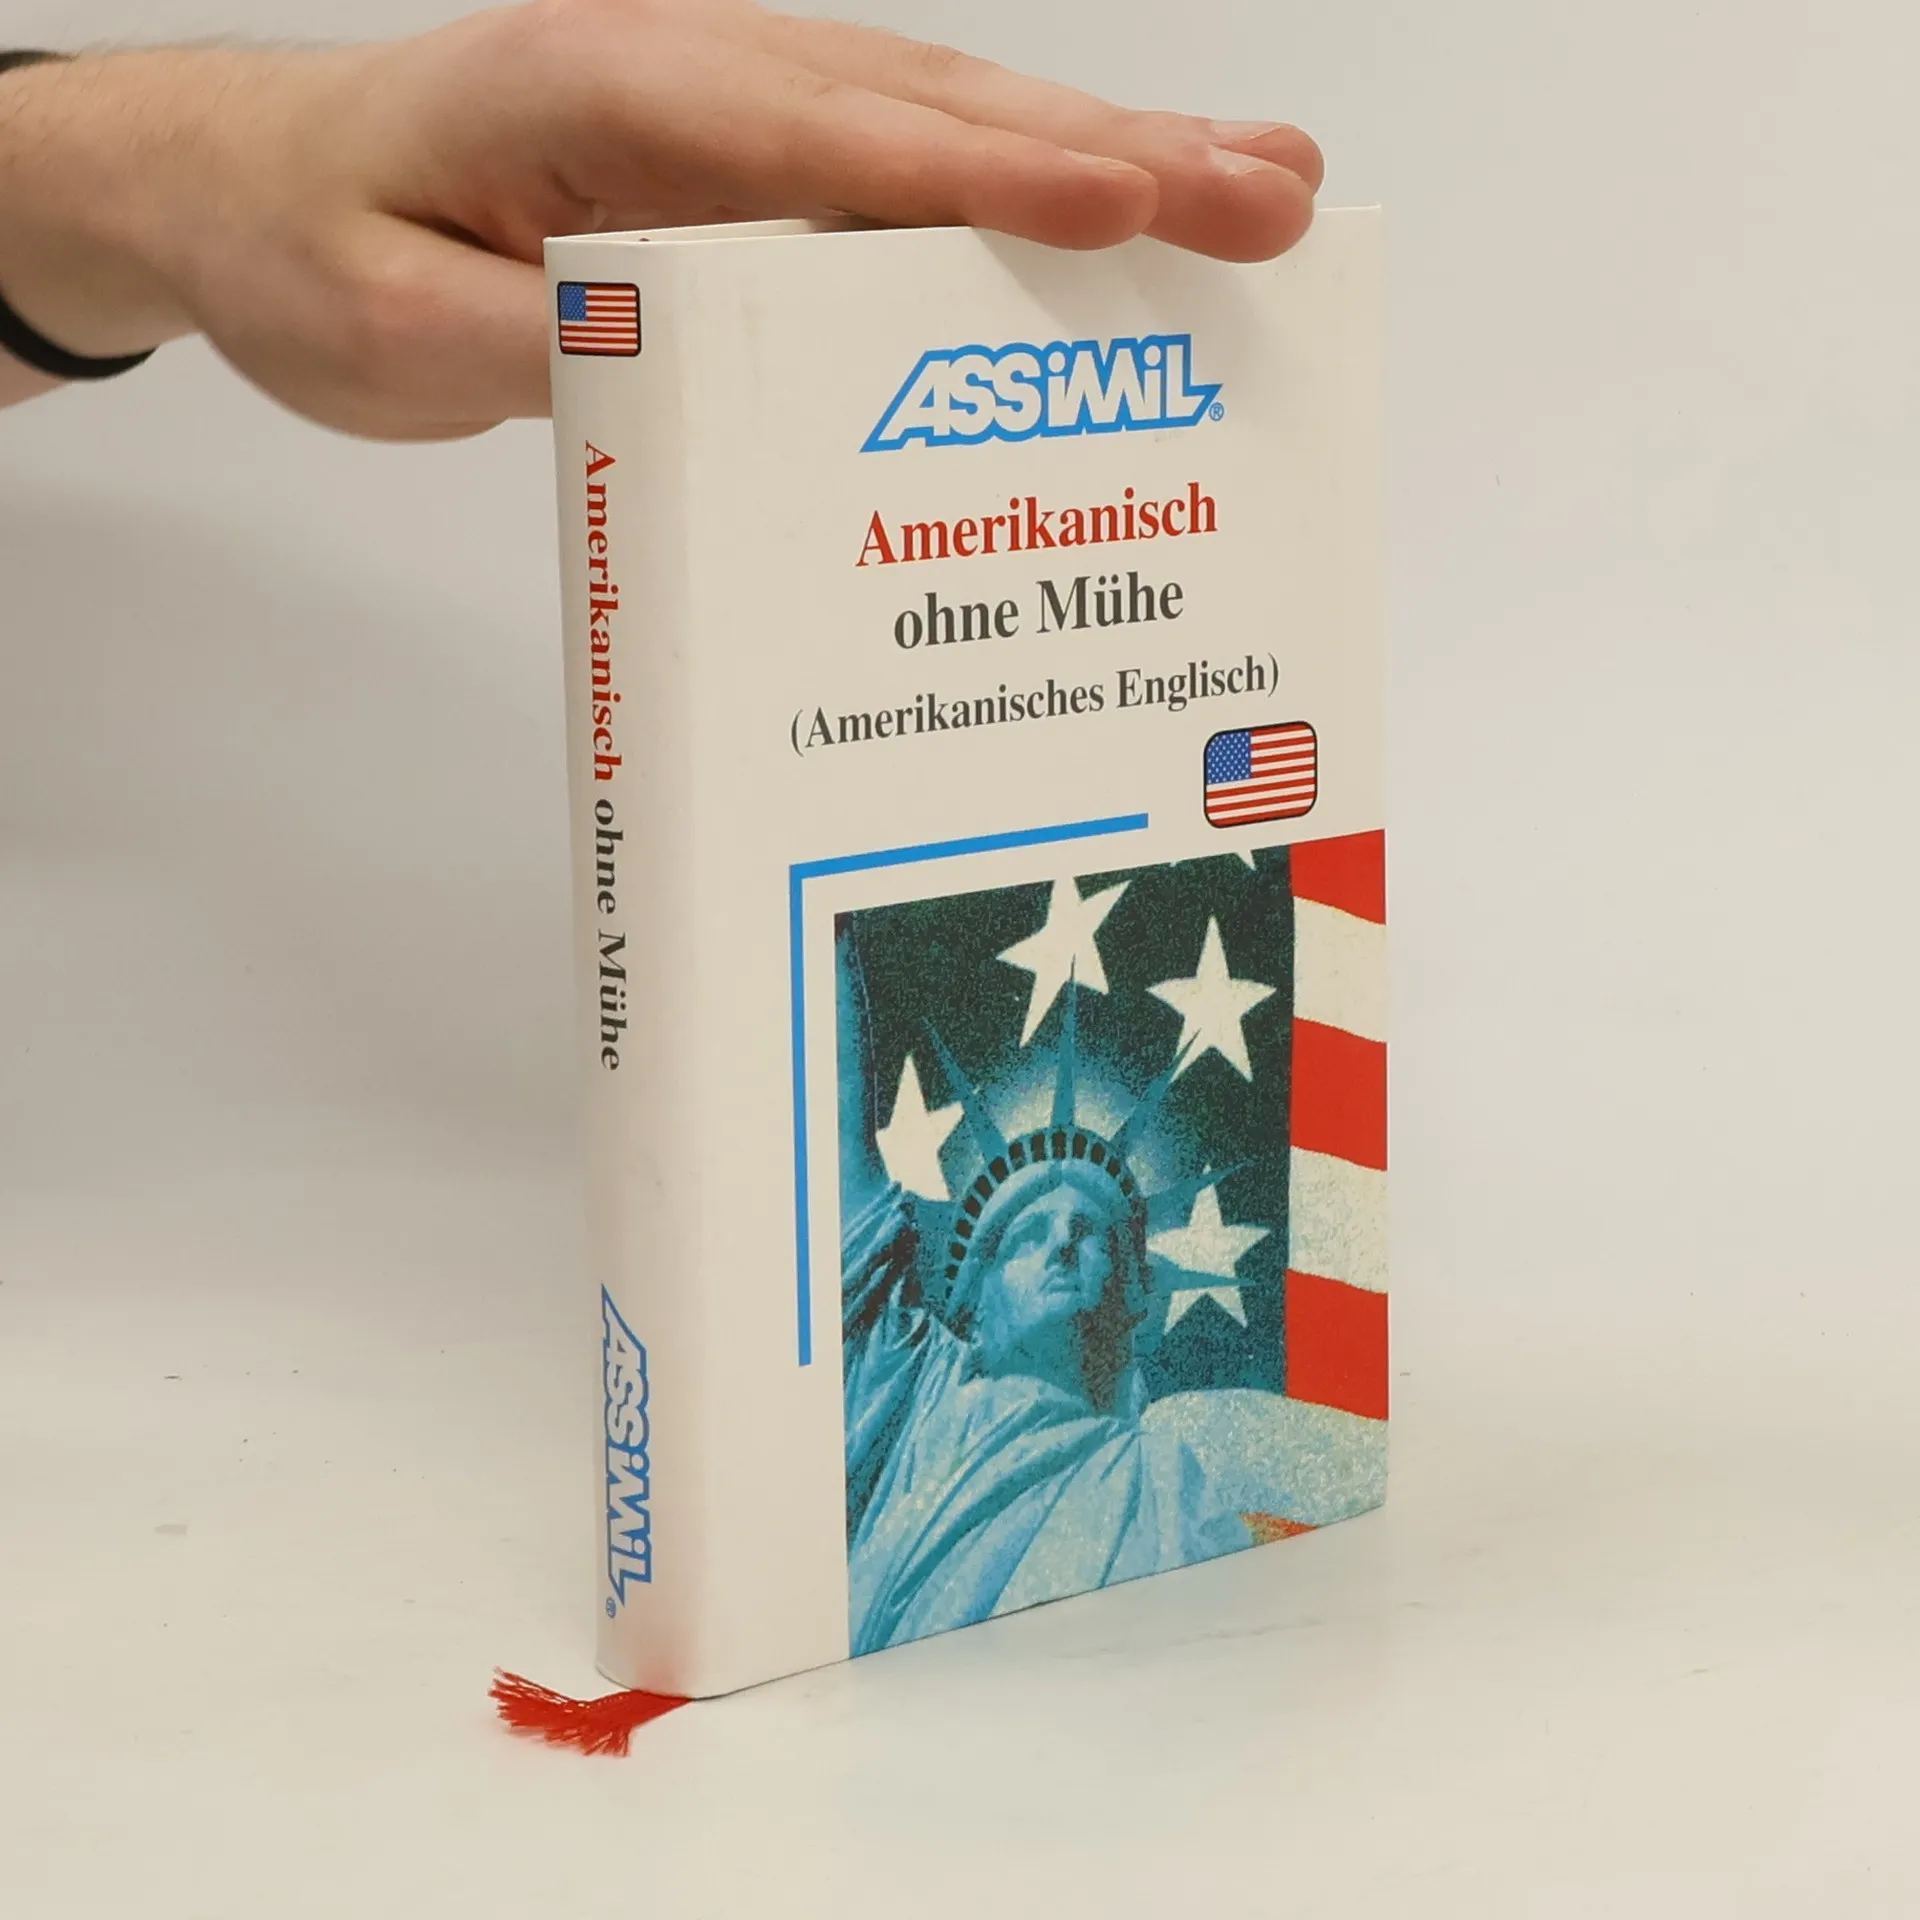 ASSiMiL®
Amerikanisch
ohne Mühe
(Amerikanisches Englisch)
Amerikanisch ohne Mühe
ASSiMiL®